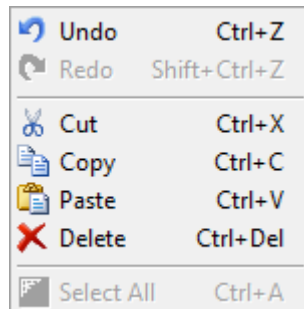 Undo Ctrl+Z
Redo Shift+Ctrl+Z
Cut Ctrl+X
Copy Ctrl+C
Paste Ctrl+V
Delete Ctrl+Del
Select All Ctrl+A